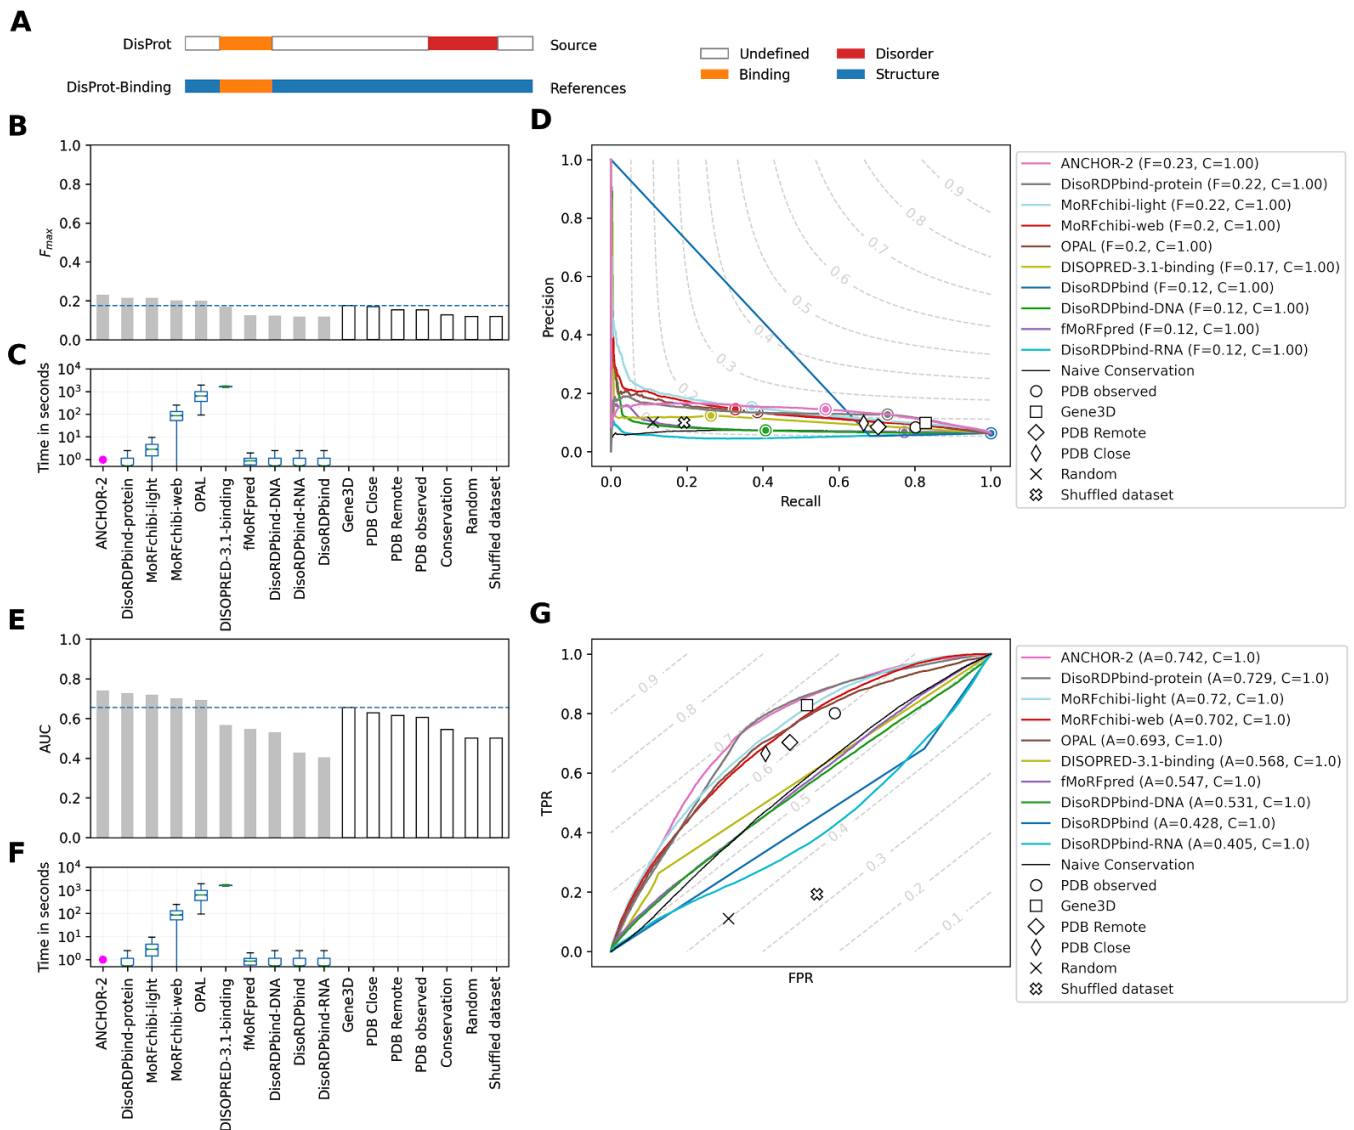 A
DisProt
Source
DisProt-Binding
References
Undefined
Binding
Disorder
Structure
B
1.0
0.8
0.6
0.4
0.2
0.0
Fmax
C
10^4
10^3
10^2
10^1
10^0
Time in seconds
ANCHOR-2
DisoRDPbind-protein
MoRFchibi-light
MoRFchibi-web
OPAL
DISOPRED-3.1-binding
fMoRFpred
DisoRDPbind-DNA
DisoRDPbind-RNA
DisoRDPbind
Gene3D
PDB Close
PDB Remote
PDB observed
Conservation
Random
Shuffled dataset
D
1.0
0.8
0.6
0.4
0.2
0.0
Precision
0.9
0.8
0.7
0.6
0.5
0.4
0.3
0.2
0.0
0.2
0.4
0.6
0.8
1.0
Recall
ANCHOR-2 (F=0.23, C=1.00)
DisoRDPbind-protein (F=0.22, C=1.00)
MoRFchibi-light (F=0.22, C=1.00)
MoRFchibi-web (F=0.2, C=1.00)
OPAL (F=0.2, C=1.00)
DISOPRED-3.1-binding (F=0.17, C=1.00)
DisoRDPbind (F=0.12, C=1.00)
DisoRDPbind-DNA (F=0.12, C=1.00)
fMoRFpred (F=0.12, C=1.00)
DisoRDPbind-RNA (F=0.12, C=1.00)
Naive Conservation
PDB observed
Gene3D
PDB Remote
PDB Close
Random
Shuffled dataset
E
1.0
0.8
0.6
0.4
0.2
0.0
AUC
F
10^4
10^3
10^2
10^1
10^0
Time in seconds
ANCHOR-2
DisoRDPbind-protein
MoRFchibi-light
MoRFchibi-web
OPAL
DISOPRED-3.1-binding
fMoRFpred
DisoRDPbind-DNA
DisoRDPbind
DisoRDPbind-RNA
Gene3D
PDB Close
PDB Remote
PDB observed
Conservation
Random
Shuffled dataset
G
1.0
0.8
0.6
0.4
0.2
0.0
TPR
0.9
0.8
0.7
0.6
0.5
0.4
0.3
0.2
0.1
FPR
ANCHOR-2 (A=0.742, C=1.0)
DisoRDPbind-protein (A=0.729, C=1.0)
MoRFchibi-light (A=0.72, C=1.0)
MoRFchibi-web (A=0.702, C=1.0)
OPAL (A=0.693, C=1.0)
DISOPRED-3.1-binding (A=0.568, C=1.0)
fMoRFpred (A=0.547, C=1.0)
DisoRDPbind-DNA (A=0.531, C=1.0)
DisoRDPbind (A=0.428, C=1.0)
DisoRDPbind-RNA (A=0.405, C=1.0)
Naive Conservation
PDB observed
Gene3D
PDB Remote
PDB Close
Random
Shuffled dataset